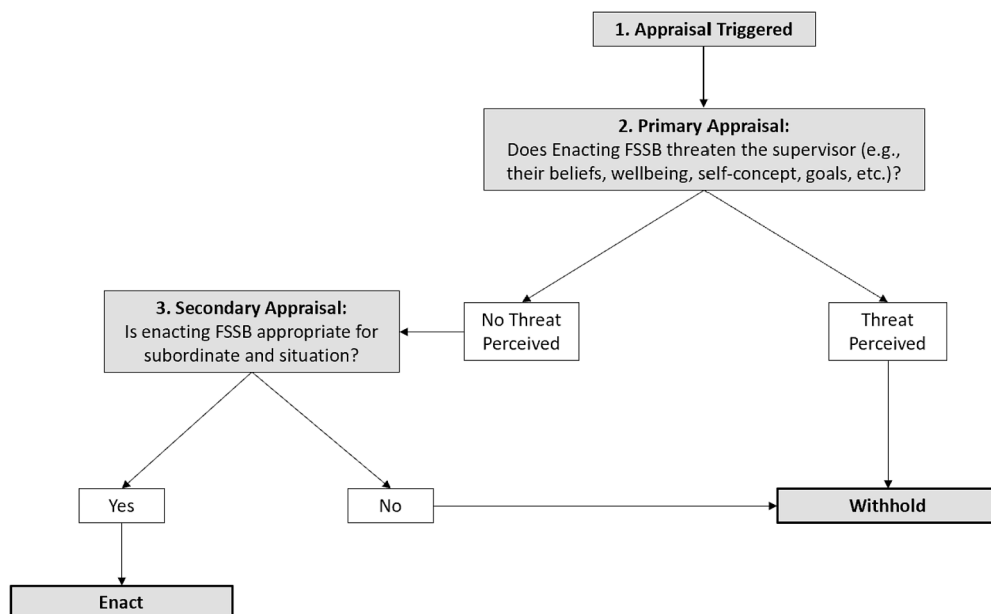 1. Appraisal Triggered
2. Primary Appraisal:
Does Enacting FSSB threaten the supervisor (e.g.,
their beliefs, wellbeing, self-concept, goals, etc.)?
3. Secondary Appraisal:
Is enacting FSSB appropriate for
subordinate and situation?
No Threat
Perceived
Threat
Perceived
Yes
No
Withhold
Enact